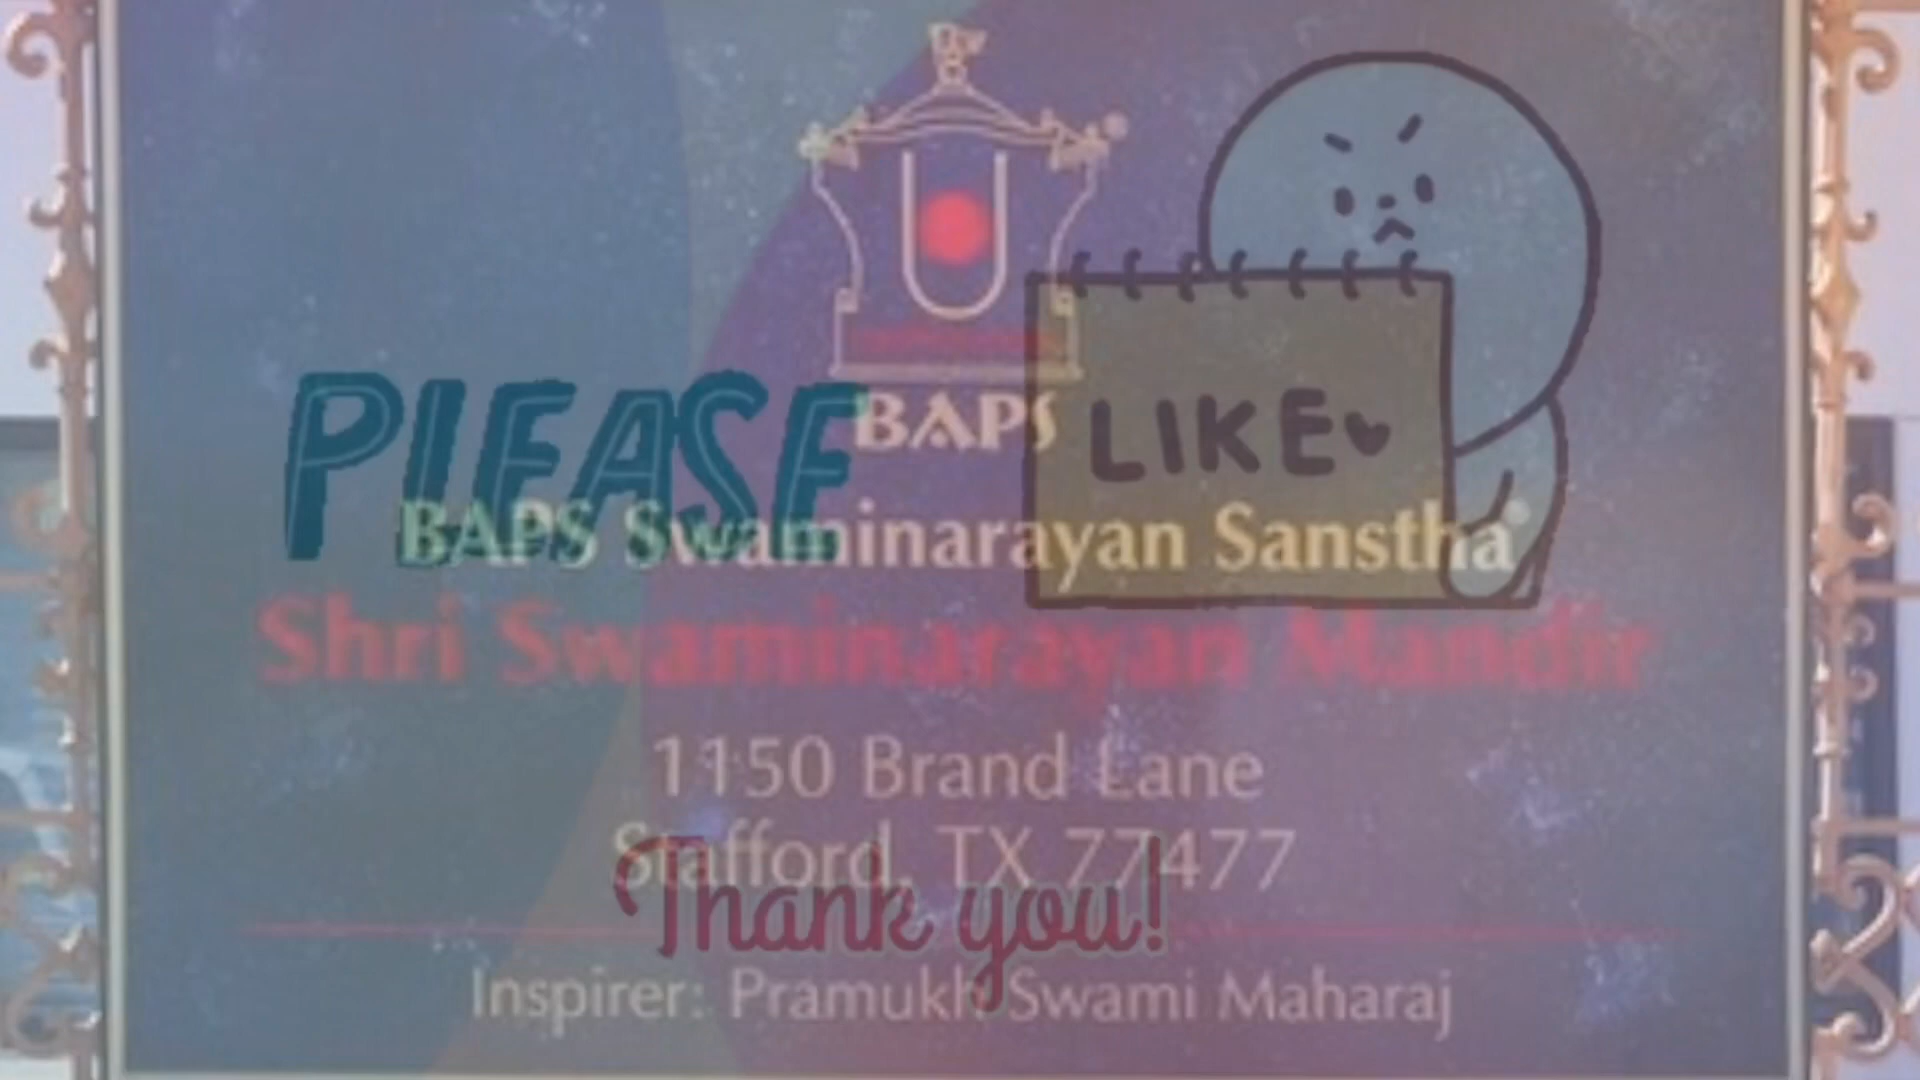 BAPS
PLEASE
LIKE
BAPS Swaminarayan Sanstha
Shri Swaminarayan Mandir
1150 Brand Lane
Stafford, TX 77477
Thank you!
Inspirer: Pramukh Swami Maharaj